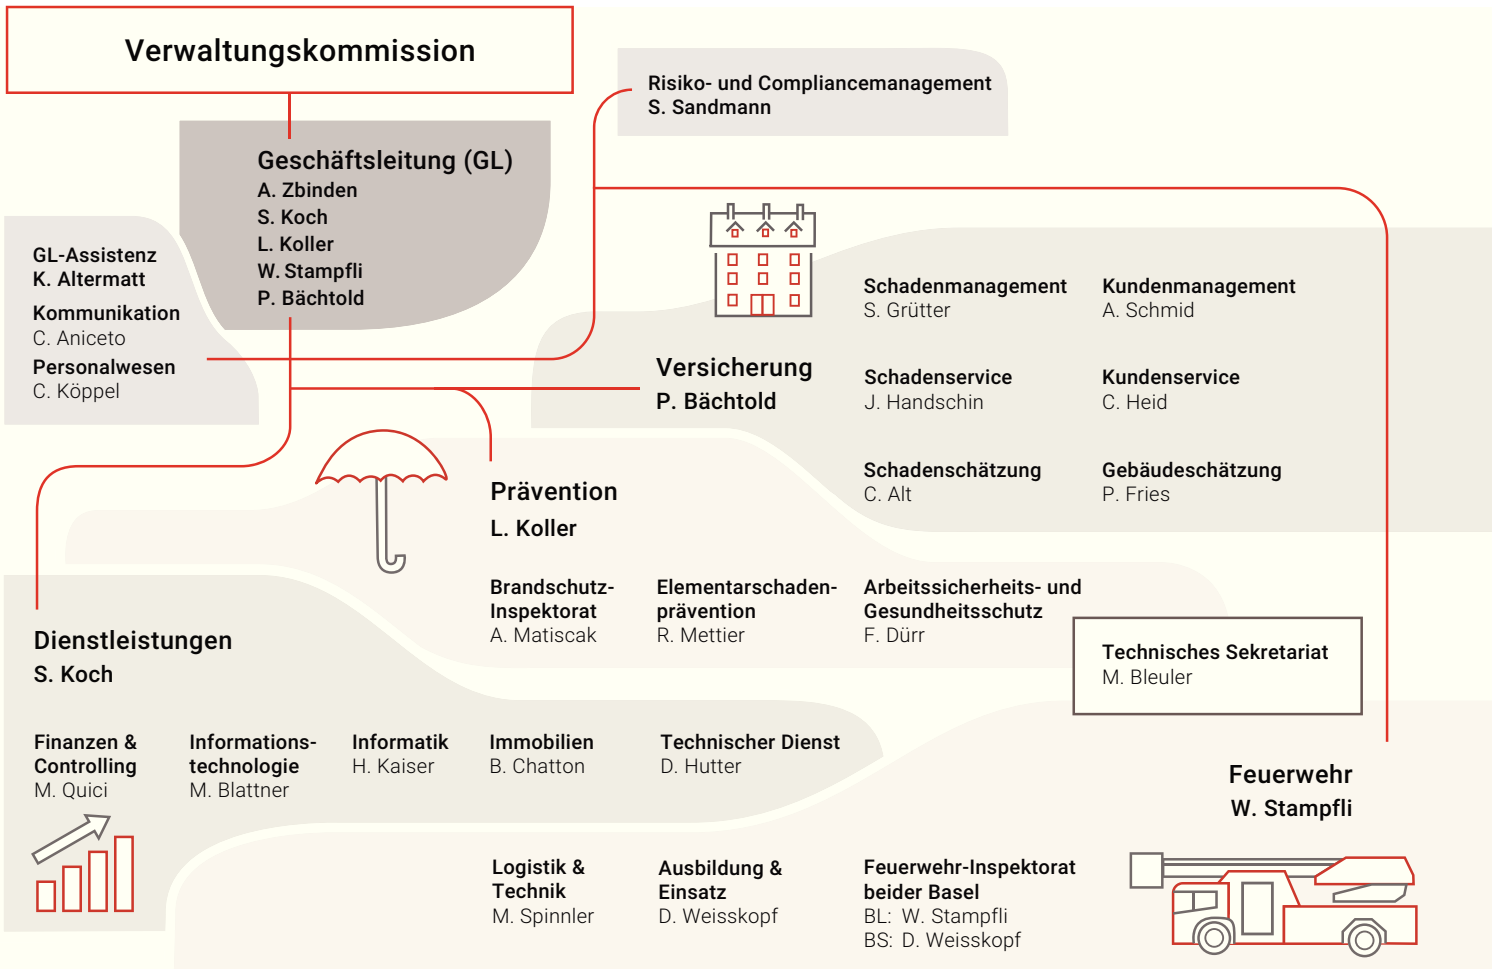 Verwaltungskommission
Risiko- und Compliancemanagement
S. Sandmann
Geschäftsleitung (GL)
A. Zbinden
S. Koch
L. Koller
W. Stampfli
P. Bächtold
GL-Assistenz
K. Altermatt
Kommunikation
C. Aniceto
Personalwesen
C. Köppel
Versicherung
P. Bächtold
Schadenmanagement
S. Grütter
Kundenmanagement
A. Schmid
Schadenservice
J. Handschin
Kundenservice
C. Heid
Schadenschätzung
C. Alt
Gebäudeschätzung
P. Fries
Prävention
L. Koller
Brandschutz-
Inspektorat
A. Matiscak
Elementarschaden-
prävention
R. Mettier
Arbeitssicherheits- und
Gesundheitsschutz
F. Dürr
Dienstleistungen
S. Koch
Finanzen &
Controlling
M. Quici
Informations-
technologie
M. Blattner
Informatik
H. Kaiser
Immobilien
B. Chatton
Technischer Dienst
D. Hutter
Technisches Sekretariat
M. Bleuler
Feuerwehr
W. Stampfli
Logistik &
Technik
M. Spinnler
Ausbildung &
Einsatz
D. Weisskopf
Feuerwehr-Inspektorat
beider Basel
BL: W. Stampfli
BS: D. Weisskopf